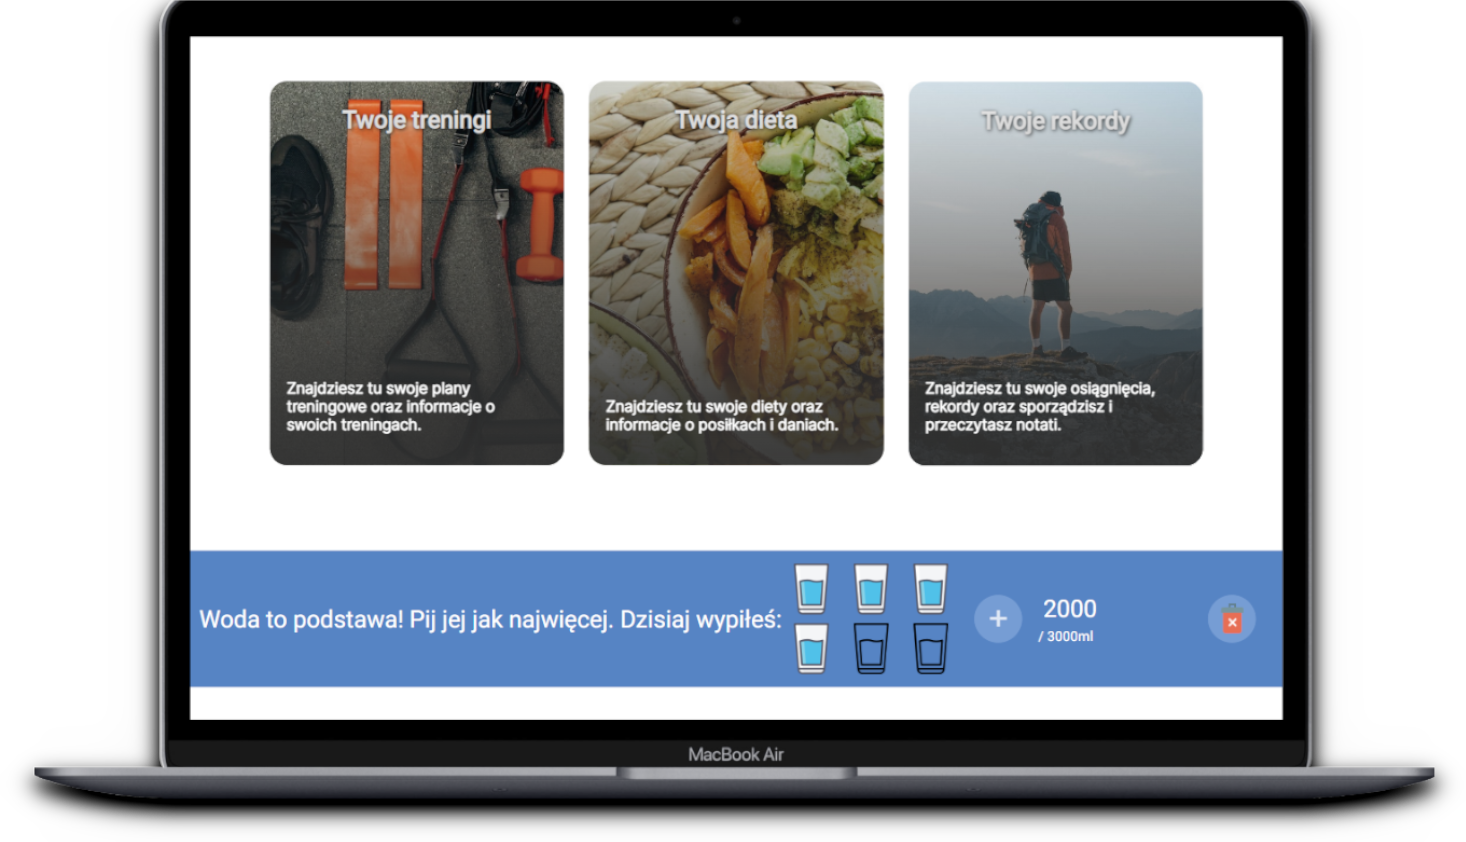 Twoje treningi
Znajdziesz tu swoje plany
treningowe oraz informacje o
swoich treningach.
Twoja dieta
Znajdziesz tu swoje diety oraz
informacje o posiłkach i daniach.
Twoje rekordy
Znajdziesz tu swoje osiągnięcia,
rekordy oraz sporządzisz i
przeczytasz notati.
Woda to podstawa! Pij jej jak najwięcej. Dzisiaj wypiłeś:
+
2000
/ 3000ml
MacBook Air